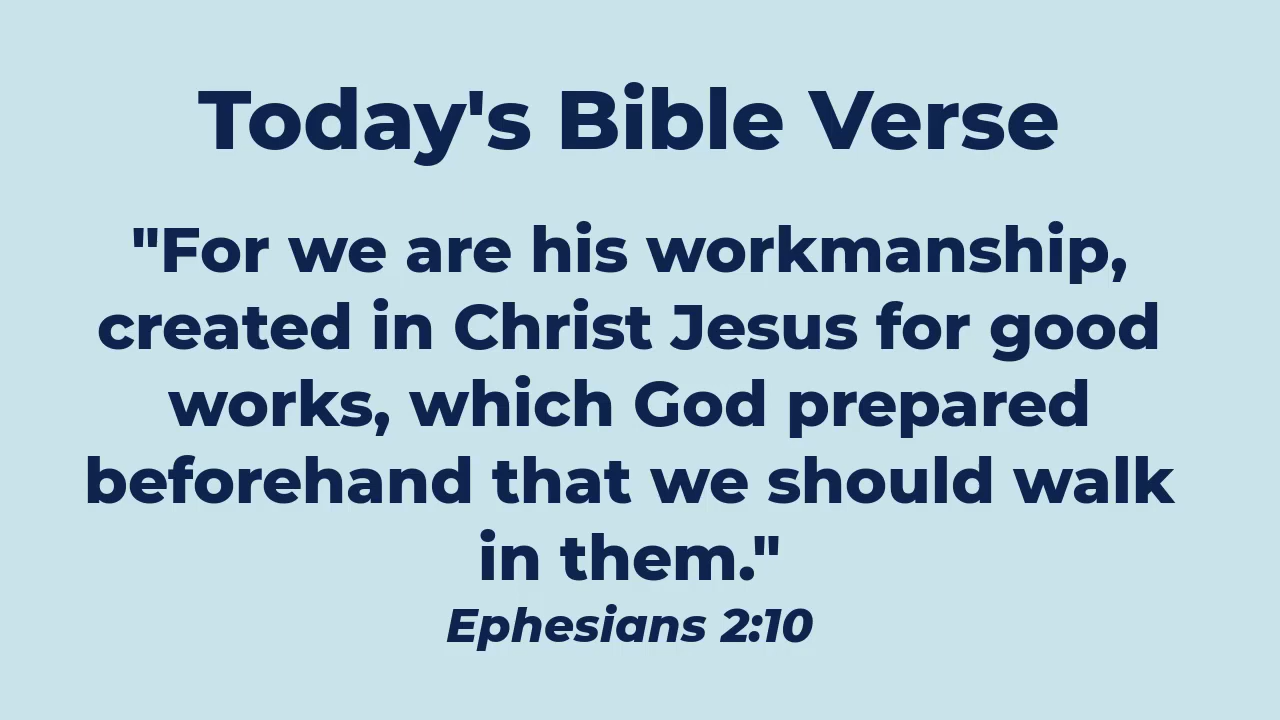 Today's Bible Verse
"For we are his workmanship,
created in Christ Jesus for good
works, which God prepared
beforehand that we should walk
in them."
Ephesians 2:10